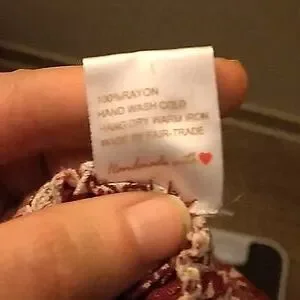 100% RAYON
HAND WASH COLD
HANG DRY WARM IRON
MADE BY FAIR-TRADE
Handmade with ♥